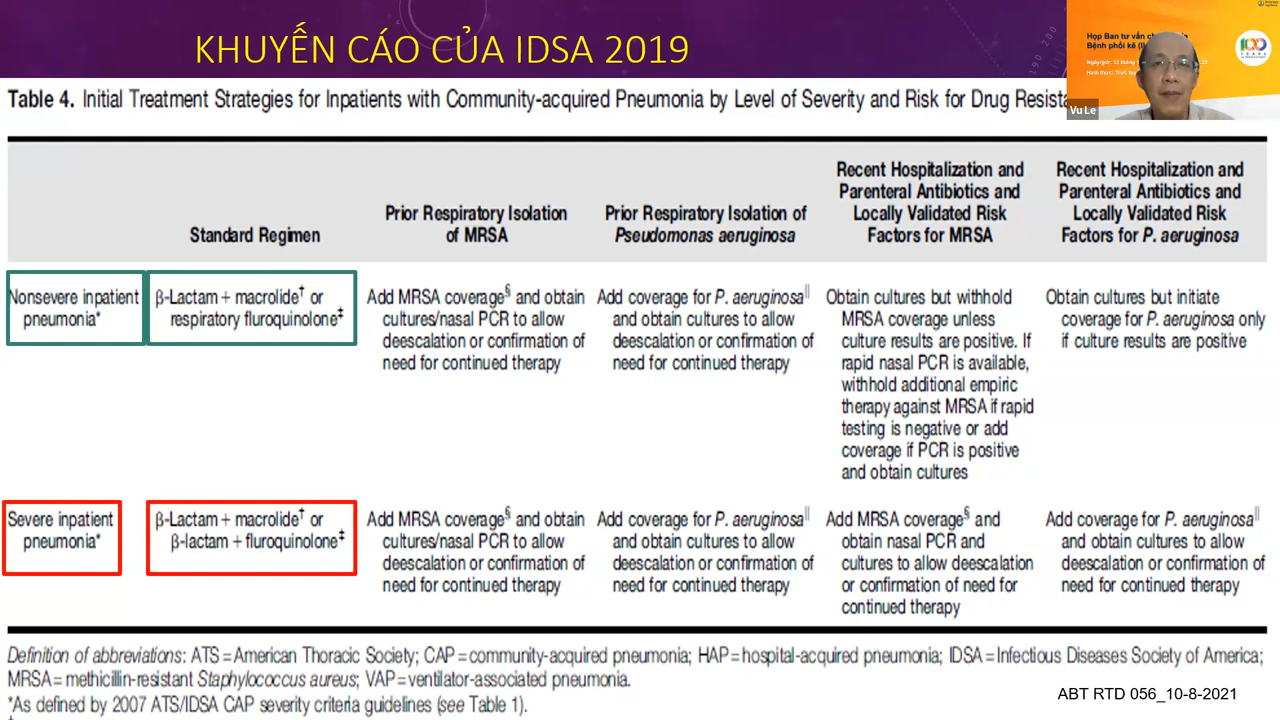 KHUYẾN CÁO CỦA IDSA 2019
190 200
Họp Ban tư vấn
Bệnh phổi kẽ
Vu Le
Table 4. Initial Treatment Strategies for Inpatients with Community-acquired Pneumonia by Level of Severity and Risk for Drug
Standard Regimen
Prior Respiratory Isolation
of MRSA
Prior Respiratory Isolation of
Pseudomonas aeruginosa
Recent Hospitalization and
Parenteral Antibiotics and
Locally Validated Risk
Factors for MRSA
Recent Hospitalization and
Parenteral Antibiotics and
Locally Validated Risk
Factors for P. aeruginosa
Nonsevere inpatient
pneumonia*
β-Lactam + macrolide† or
respiratory fluroquinolone‡
Add MRSA coverage§ and obtain
cultures/nasal PCR to allow
deescalation or confirmation of
need for continued therapy
Add coverage for P. aeruginosa||
and obtain cultures to allow
deescalation or confirmation of
need for continued therapy
Obtain cultures but withhold
MRSA coverage unless
culture results are positive. If
rapid nasal PCR is available,
withhold additional empiric
therapy against MRSA if rapid
testing is negative or add
coverage if PCR is positive
and obtain cultures
Obtain cultures but initiate
coverage for P. aeruginosa only
if culture results are positive
Severe inpatient
pneumonia*
β-Lactam + macrolide† or
β-lactam + fluroquinolone‡
Add MRSA coverage§ and obtain
cultures/nasal PCR to allow
deescalation or confirmation of
need for continued therapy
Add coverage for P. aeruginosa||
and obtain cultures to allow
deescalation or confirmation of
need for continued therapy
Add MRSA coverage§ and
obtain nasal PCR and
cultures to allow deescalation
or confirmation of need for
continued therapy
Add coverage for P. aeruginosa||
and obtain cultures to allow
deescalation or confirmation of
need for continued therapy
Definition of abbreviations: ATS = American Thoracic Society; CAP = community-acquired pneumonia; HAP = hospital-acquired pneumonia; IDSA = Infectious Diseases Society of America;
MRSA = methicillin-resistant Staphylococcus aureus; VAP = ventilator-associated pneumonia.
*As defined by 2007 ATS/IDSA CAP severity criteria guidelines (see Table 1).
ABT RTD 056_10-8-2021